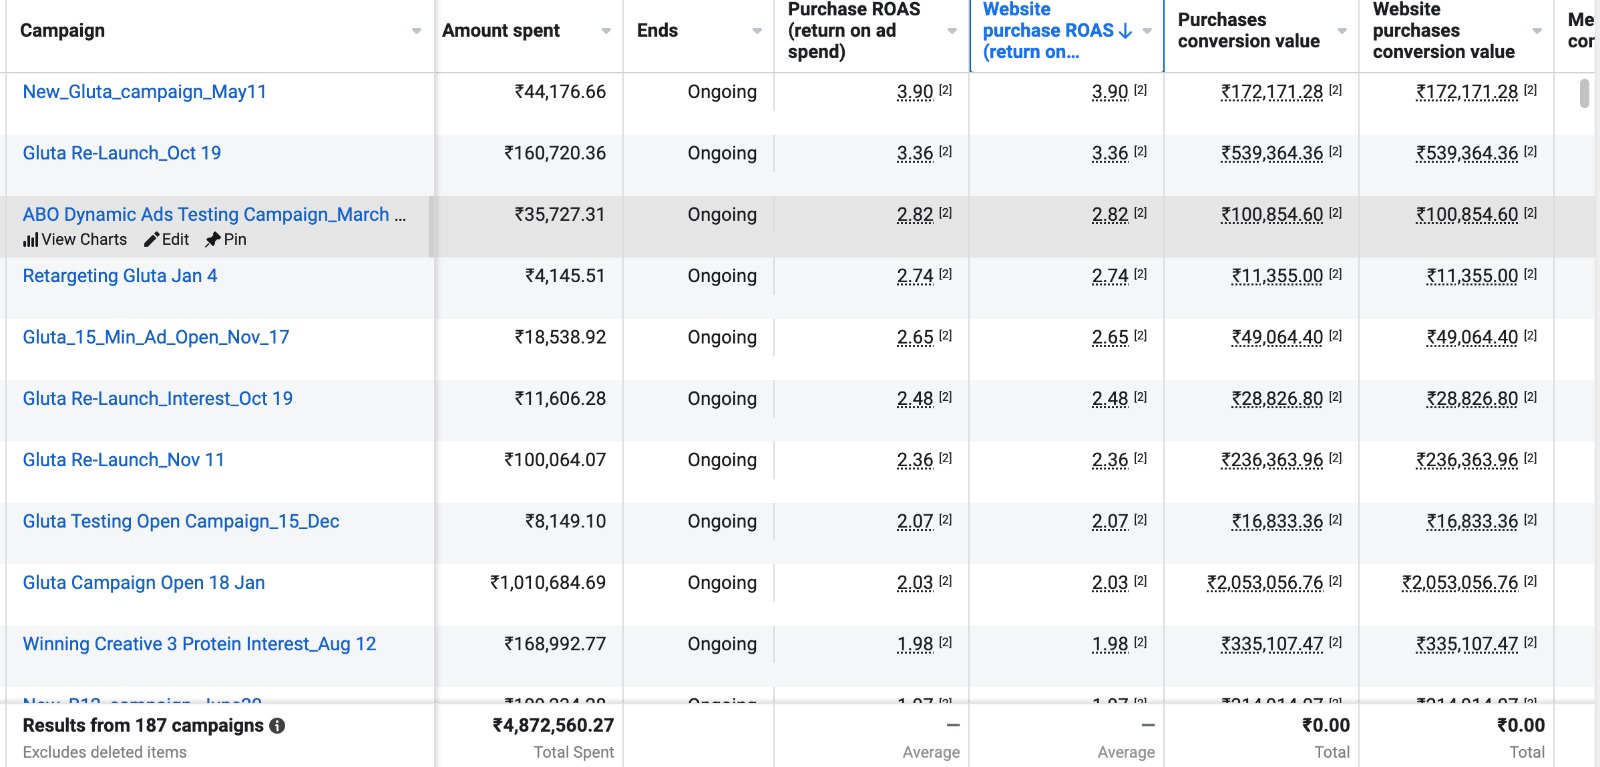 Campaign Amount spent Ends Purchase ROAS (return on ad spend) Website purchase ROAS ↓ (return on... Purchases conversion value Website purchases conversion value Me cor
New_Gluta_campaign_May11 ₹44,176.66 Ongoing 3.90 [2] 3.90 [2] ₹172,171.28 [2] ₹172,171.28 [2]
Gluta Re-Launch_Oct 19 ₹160,720.36 Ongoing 3.36 [2] 3.36 [2] ₹539,364.36 [2] ₹539,364.36 [2]
ABO Dynamic Ads Testing Campaign_March ... ₹35,727.31 Ongoing 2.82 [2] 2.82 [2] ₹100,854.60 [2] ₹100,854.60 [2]
View Charts Edit Pin
Retargeting Gluta Jan 4 ₹4,145.51 Ongoing 2.74 [2] 2.74 [2] ₹11,355.00 [2] ₹11,355.00 [2]
Gluta_15_Min_Ad_Open_Nov_17 ₹18,538.92 Ongoing 2.65 [2] 2.65 [2] ₹49,064.40 [2] ₹49,064.40 [2]
Gluta Re-Launch_Interest_Oct 19 ₹11,606.28 Ongoing 2.48 [2] 2.48 [2] ₹28,826.80 [2] ₹28,826.80 [2]
Gluta Re-Launch_Nov 11 ₹100,064.07 Ongoing 2.36 [2] 2.36 [2] ₹236,363.96 [2] ₹236,363.96 [2]
Gluta Testing Open Campaign_15_Dec ₹8,149.10 Ongoing 2.07 [2] 2.07 [2] ₹16,833.36 [2] ₹16,833.36 [2]
Gluta Campaign Open 18 Jan ₹1,010,684.69 Ongoing 2.03 [2] 2.03 [2] ₹2,053,056.76 [2] ₹2,053,056.76 [2]
Winning Creative 3 Protein Interest_Aug 12 ₹168,992.77 Ongoing 1.98 [2] 1.98 [2] ₹335,107.47 [2] ₹335,107.47 [2]
Results from 187 campaigns ₹4,872,560.27 — — ₹0.00 ₹0.00
Excludes deleted items Total Spent Average Average Total Total